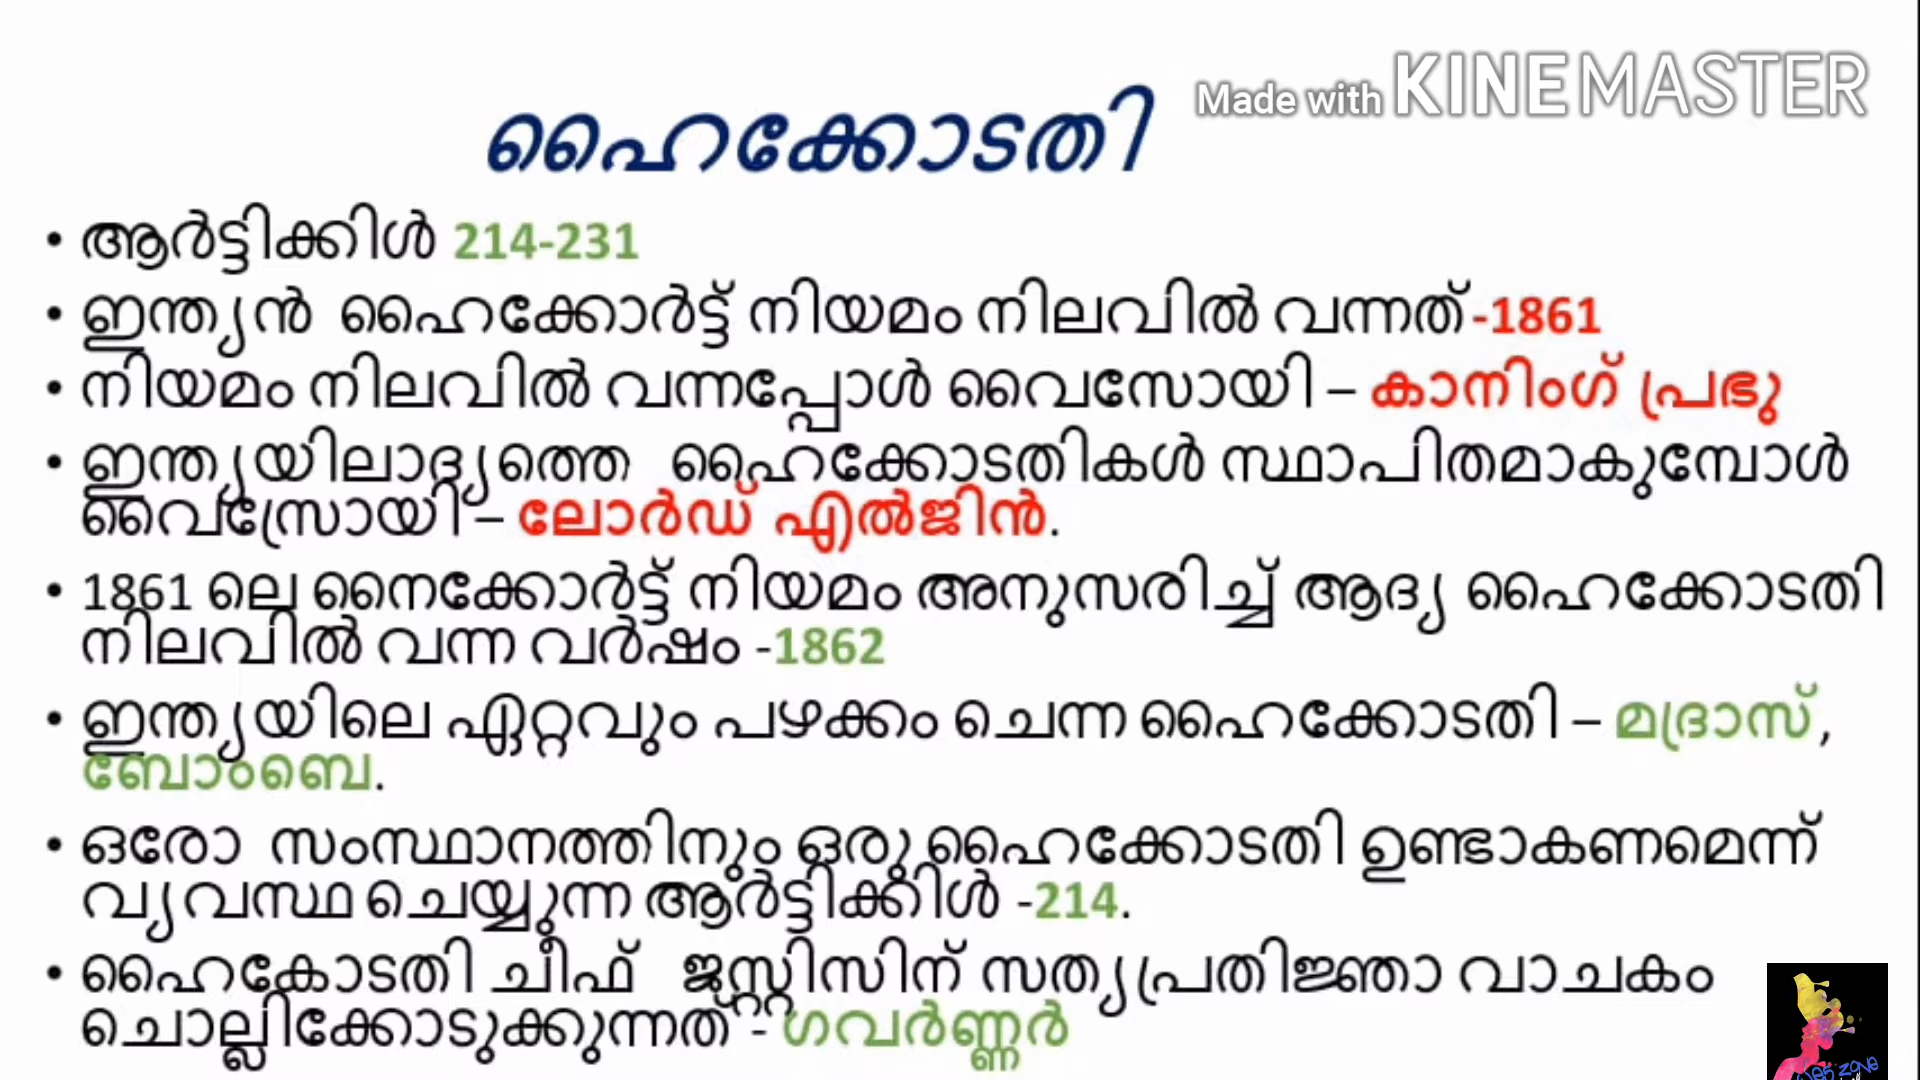 Made with KINEMASTER
ഹൈക്കോടതി
• ആർട്ടിക്കിൾ 214-231
• ഇന്ത്യൻ ഹൈക്കോർട്ട് നിയമം നിലവിൽ വന്നത്-1861
• നിയമം നിലവിൽ വന്നപ്പോൾ വൈസോയി – കാനിംഗ് പ്രഭു
• ഇന്ത്യയിലാദ്യത്തെ ഹൈക്കോടതികൾ സ്ഥാപിതമാകുമ്പോൾ
വൈസ്രോയി – ലോർഡ് എൽജിൻ.
• 1861 ലെ നൈക്കോർട്ട് നിയമം അനുസരിച്ച് ആദ്യ ഹൈക്കോടതി
നിലവിൽ വന്ന വർഷം -1862
• ഇന്ത്യയിലെ ഏറ്റവും പഴക്കം ചെന്ന ഹൈക്കോടതി – മദ്രാസ്,
ബോംബെ.
• ഒരോ സംസ്ഥാനത്തിനും ഒരു ഹൈക്കോടതി ഉണ്ടാകണമെന്ന്
വ്യവസ്ഥ ചെയ്യുന്ന ആർട്ടിക്കിൾ -214.
• ഹൈകോടതി ചീഫ് ജസ്റ്റിസിന് സത്യപ്രതിജ്ഞാ വാചകം
ചൊല്ലിക്കോടുക്കുന്നത് - ഗവർണ്ണർ